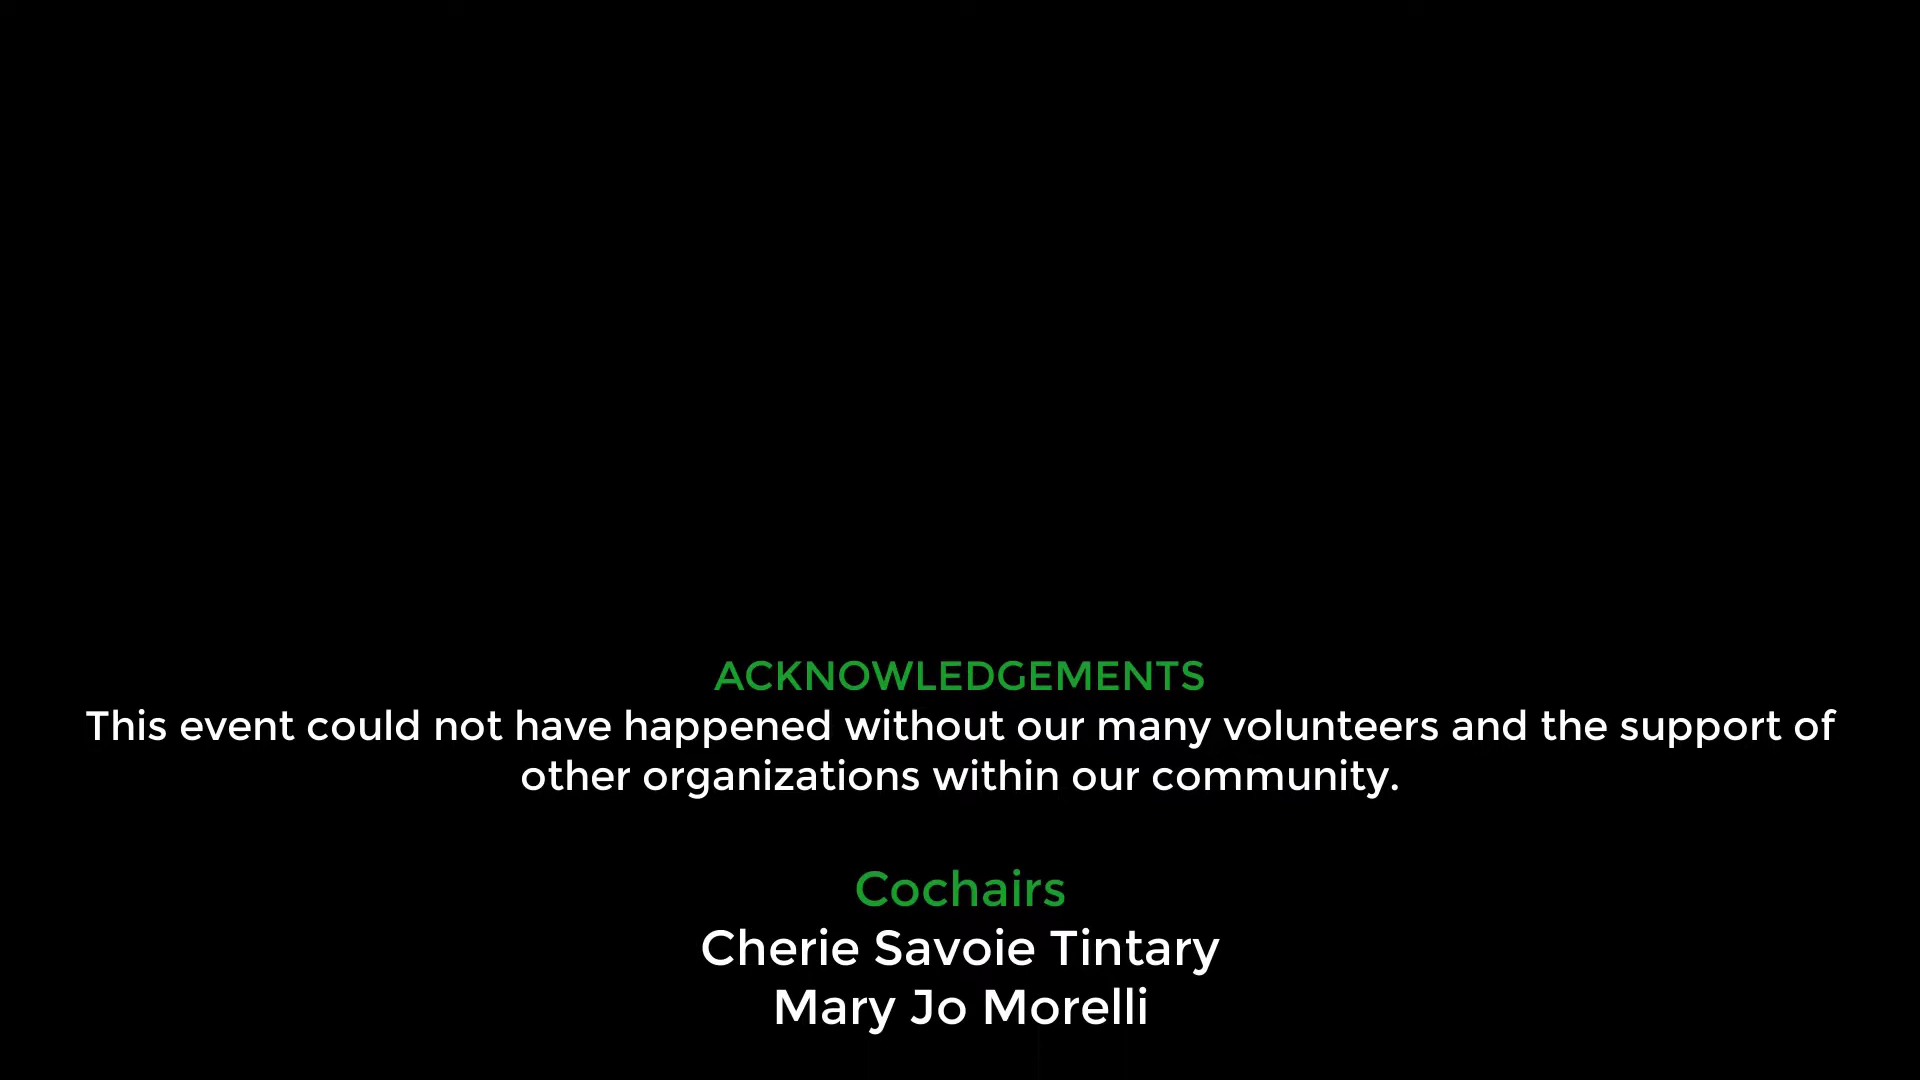 ACKNOWLEDGEMENTS
This event could not have happened without our many volunteers and the support of
other organizations within our community.
Cochairs
Cherie Savoie Tintary
Mary Jo Morelli